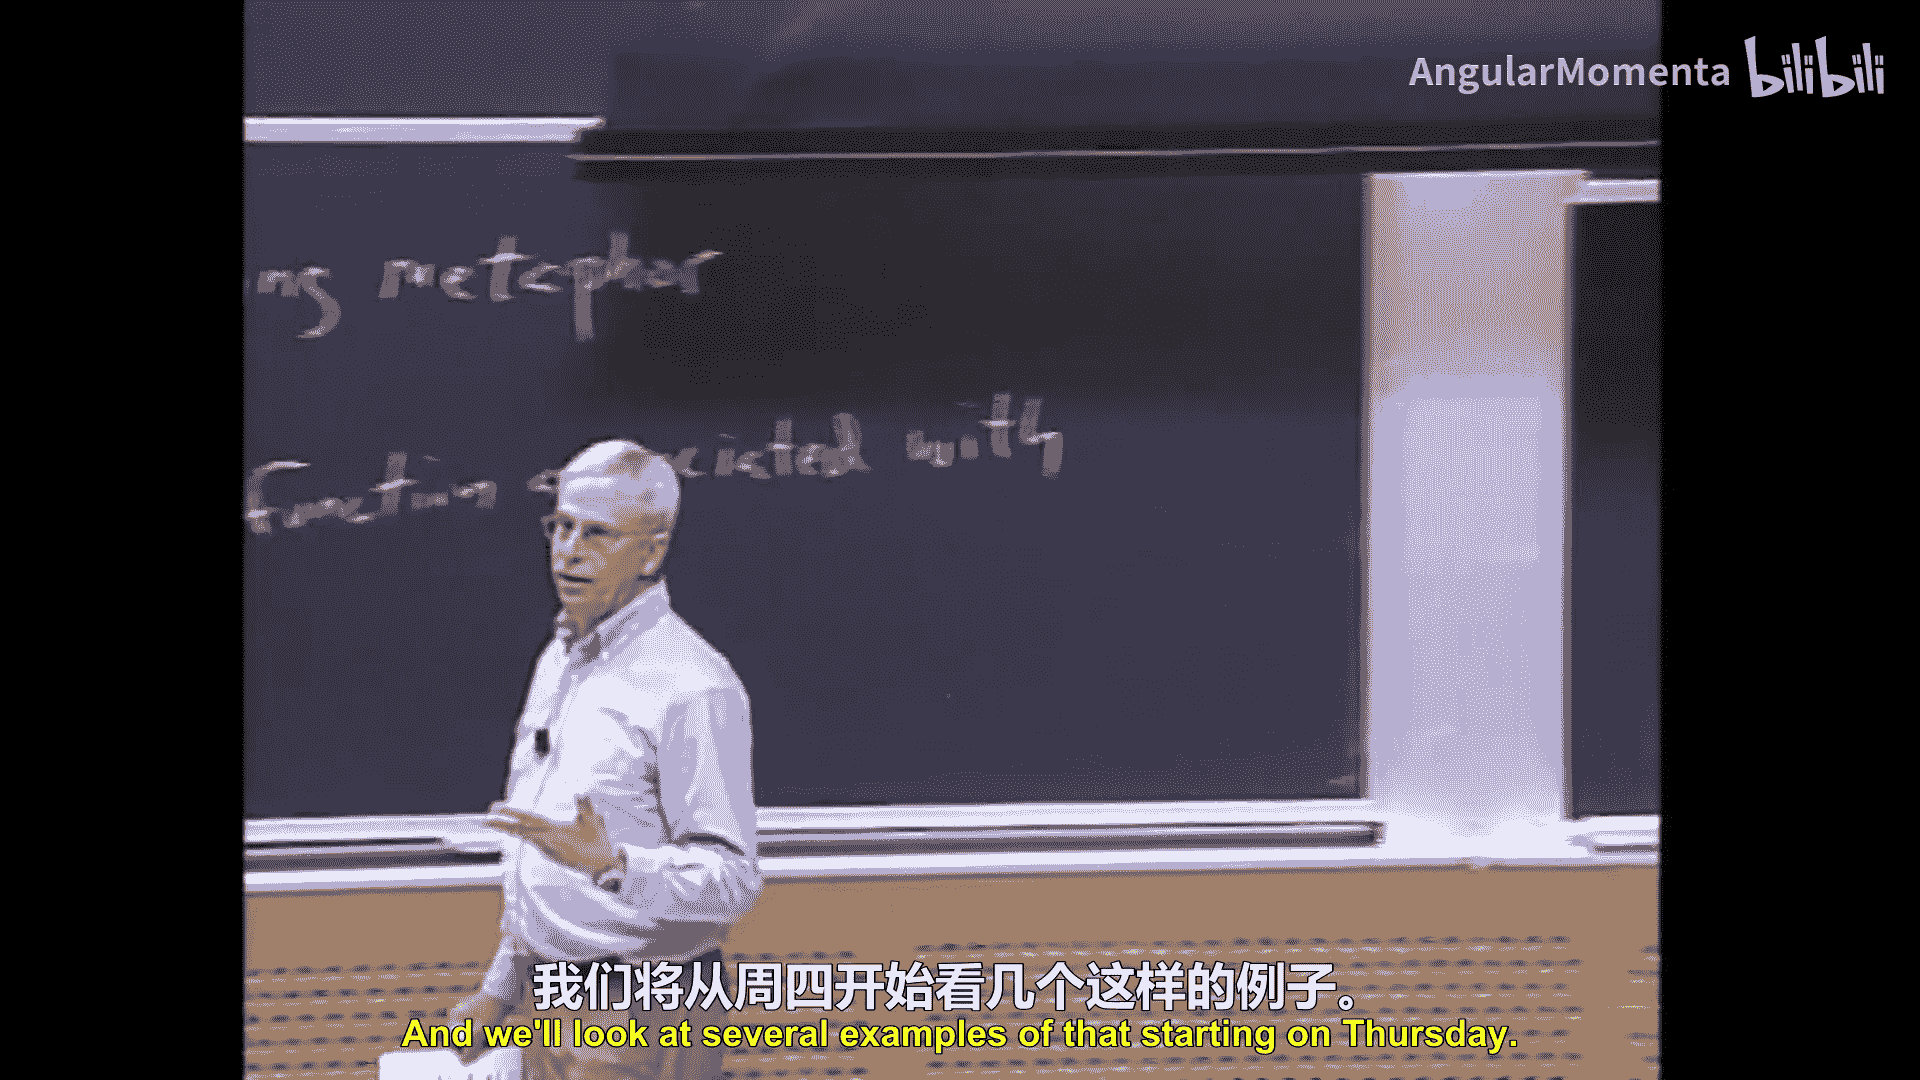 AngularMomenta bilibili
ng metaphor
function associated with
我们将从周四开始看几个这样的例子。
And we'll look at several examples of that starting on Thursday.